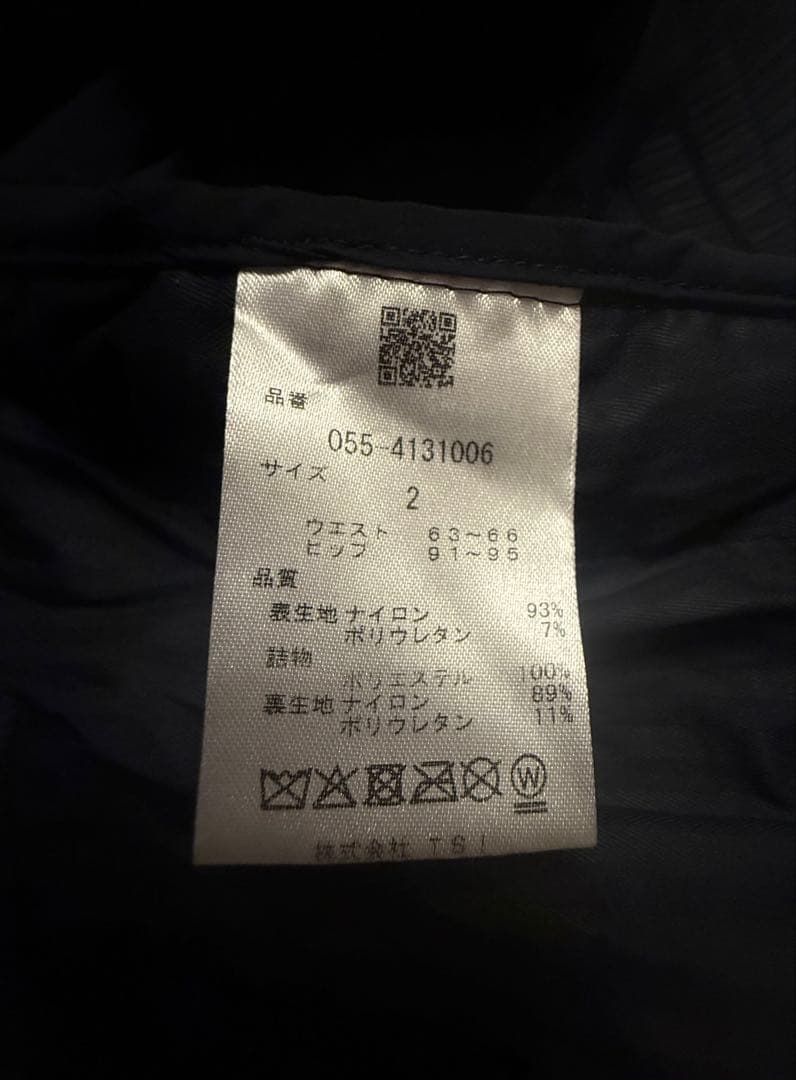 品番
055-4131006
サイズ
2
ウエスト 63～66
ヒップ 91～95
品質
表生地 ナイロン 93%
ポリウレタン 7%
詰物
ポリエステル 100%
裏生地 ナイロン 89%
ポリウレタン 11%
W
株式会社 TSI